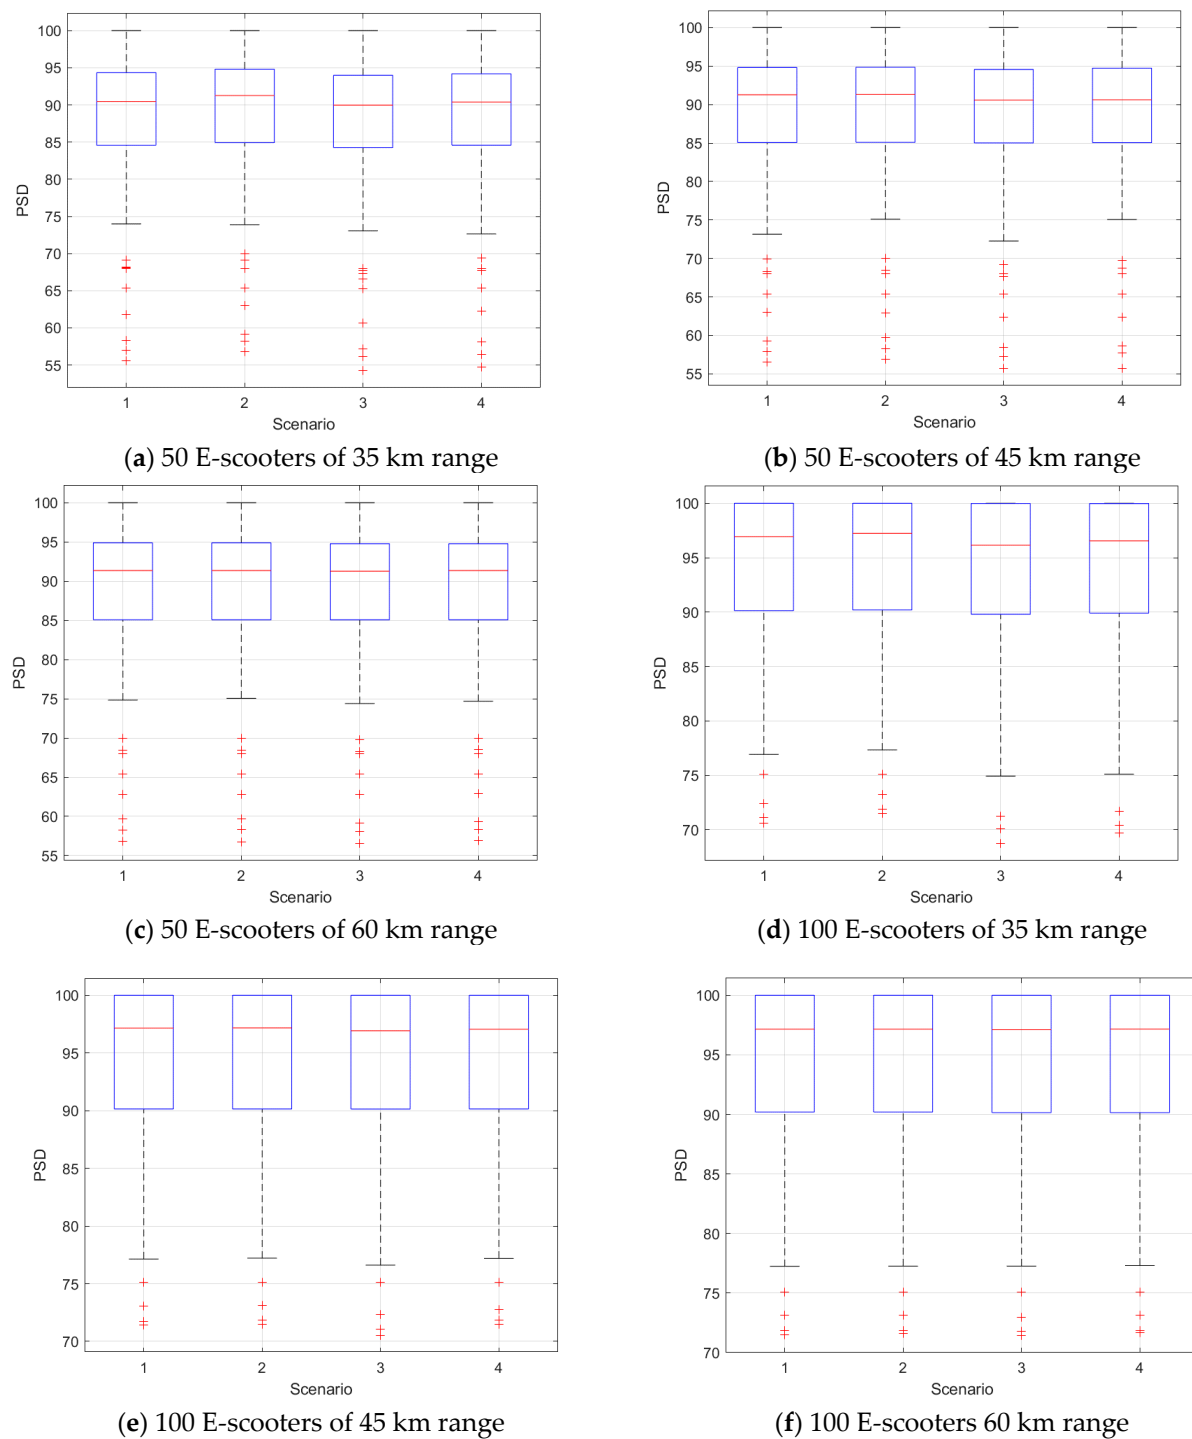 100
95
90
85
80
75
70
65
60
55
PSD
1 2 3 4
Scenario
(a) 50 E-scooters of 35 km range
100
95
90
85
80
75
70
65
60
55
PSD
1 2 3 4
Scenario
(b) 50 E-scooters of 45 km range
100
95
90
85
80
75
70
65
60
55
PSD
1 2 3 4
Scenario
(c) 50 E-scooters of 60 km range
100
95
90
85
80
75
70
PSD
1 2 3 4
Scenario
(d) 100 E-scooters of 35 km range
100
95
90
85
80
75
70
PSD
1 2 3 4
Scenario
(e) 100 E-scooters of 45 km range
100
95
90
85
80
75
70
PSD
1 2 3 4
Scenario
(f) 100 E-scooters 60 km range